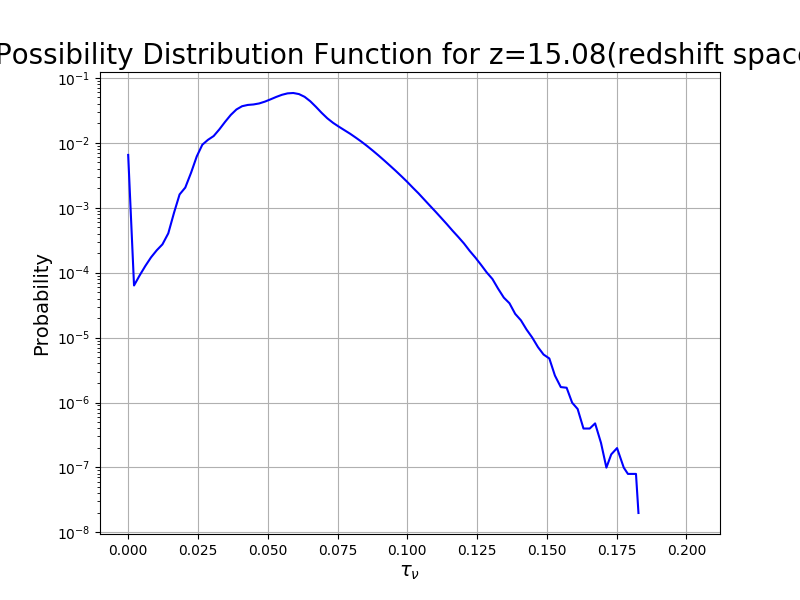 Possibility Distribution Function for z=15.08(redshift space
10⁻¹
10⁻²
10⁻³
10⁻⁴
10⁻⁵
10⁻⁶
10⁻⁷
10⁻⁸
Probability
0.000 0.025 0.050 0.075 0.100 0.125 0.150 0.175 0.200
τ_ν